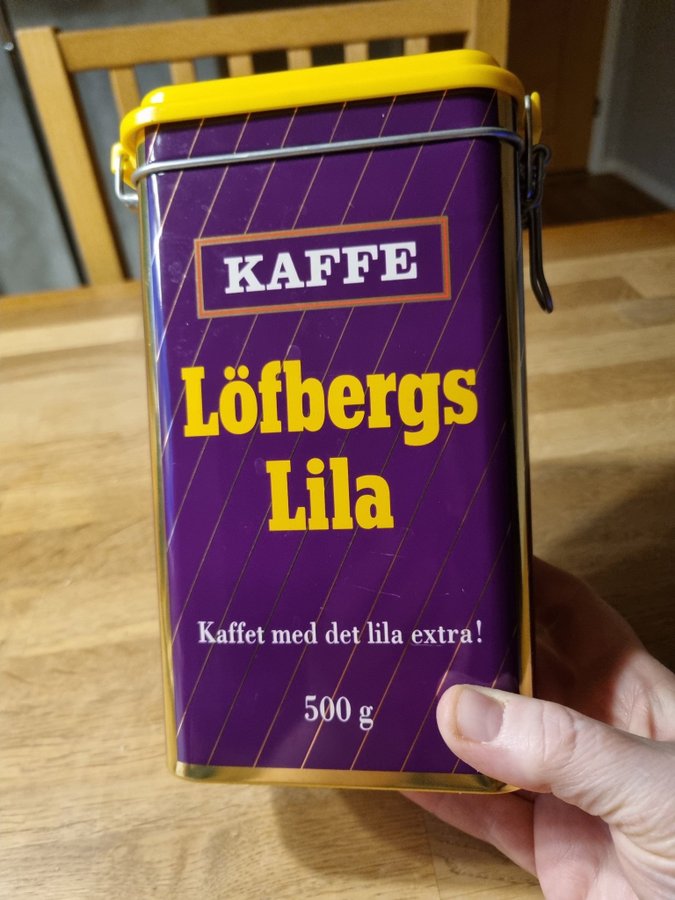 KAFFE
Löfbergs
Lila
Kaffet med det lila extra!
500 g